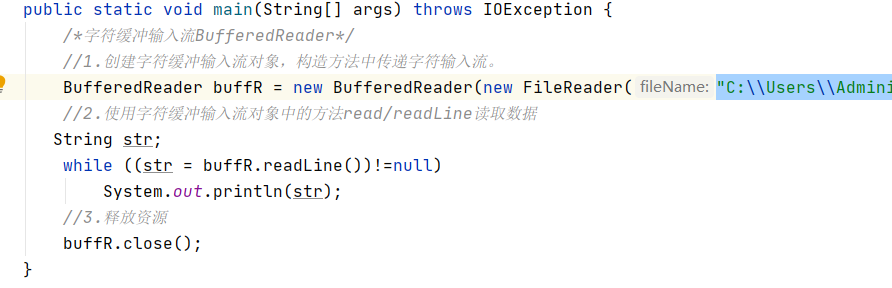 public static void main(String[] args) throws IOException {
/*字符缓冲输入流BufferedReader*/
//1.创建字符缓冲输入流对象，构造方法中传递字符输入流。
BufferedReader buffR = new BufferedReader(new FileReader( fileName: "C:\\Users\\Admini
//2.使用字符缓冲输入流对象中的方法read/readLine读取数据
String str;
while ((str = buffR.readLine())!=null)
System.out.println(str);
//3.释放资源
buffR.close();
}